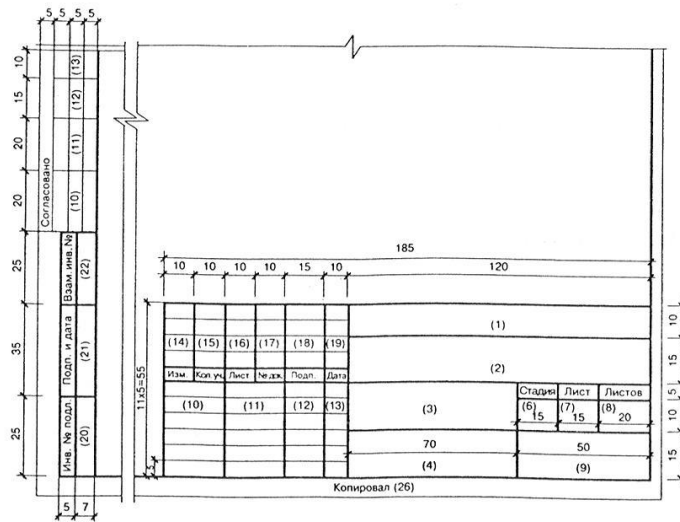 5 5 5 5
10
15
20
20
25
35
25
(13)
(12)
(11)
(10)
Согласовано
Взам. инв. №
(22)
Подп. и дата
(21)
Инв. № подл
(20)
5 7
185
10 10 10 10 15 10 120
11x5=55
5
(14) (15) (16) (17) (18) (19)
Изм. Кол.уч. Лист №док. Подп. Дата
(10) (11) (12) (13)
(1)
(2)
(3)
Стадия Лист Листов
(6) (7) (8)
15 15 20
70 50
(4) (9)
10
15
5
10
15
Копировал (26)